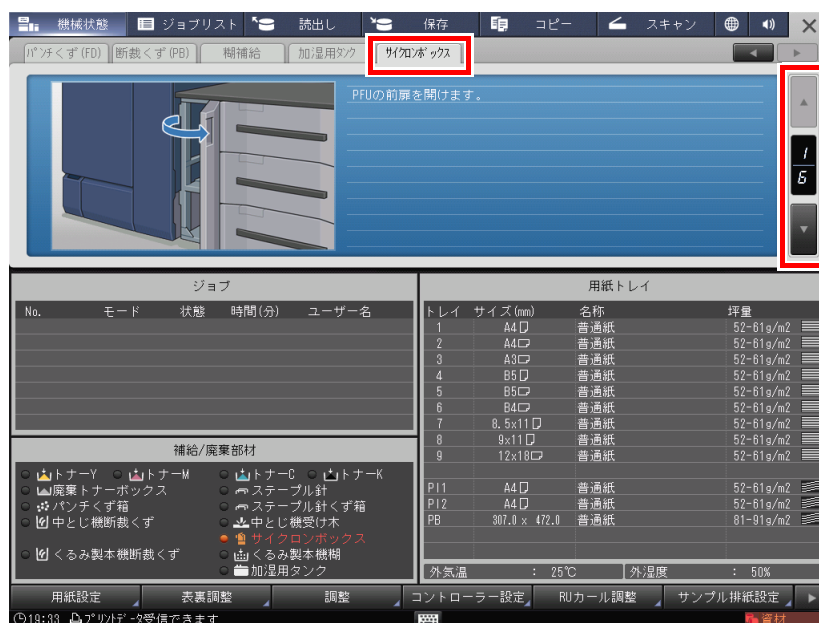 機械状態 ジョブリスト 読出し 保存 コピー スキャン
パンチくず(FD) 断裁くず(PB) 糊補給 加湿用タンク サイクロンボックス
PFUの前扉を開けます。
1
6
ジョブ
No. モード 状態 時間(分) ユーザー名
用紙トレイ
トレイ サイズ(mm) 名称 坪量
1 A4 普通紙 52-61g/m2
2 A4 普通紙 52-61g/m2
3 A3 普通紙 52-61g/m2
4 B5 普通紙 52-61g/m2
5 B5 普通紙 52-61g/m2
6 B4 普通紙 52-61g/m2
7 8.5x11 普通紙 52-61g/m2
8 9x11 普通紙 52-61g/m2
9 12x18 普通紙 52-61g/m2
PI1 A4 普通紙 52-61g/m2
PI2 A4 普通紙 52-61g/m2
PB 307.0 x 472.0 普通紙 81-91g/m2
外気温 : 25℃ 外湿度 : 50%
補給/廃棄部材
トナーY トナーM トナーC トナーK
廃棄トナーボックス ステープル針
パンチくず箱 ステープル針くず箱
中とじ機断裁くず 中とじ機受け木
サイクロンボックス
くるみ製本機断裁くず くるみ製本機糊
加湿用タンク
用紙設定 表裏調整 調整 コントローラー設定 RUカール調整 サンプル排紙設定
19:33 プリントデータ受信できます 資材